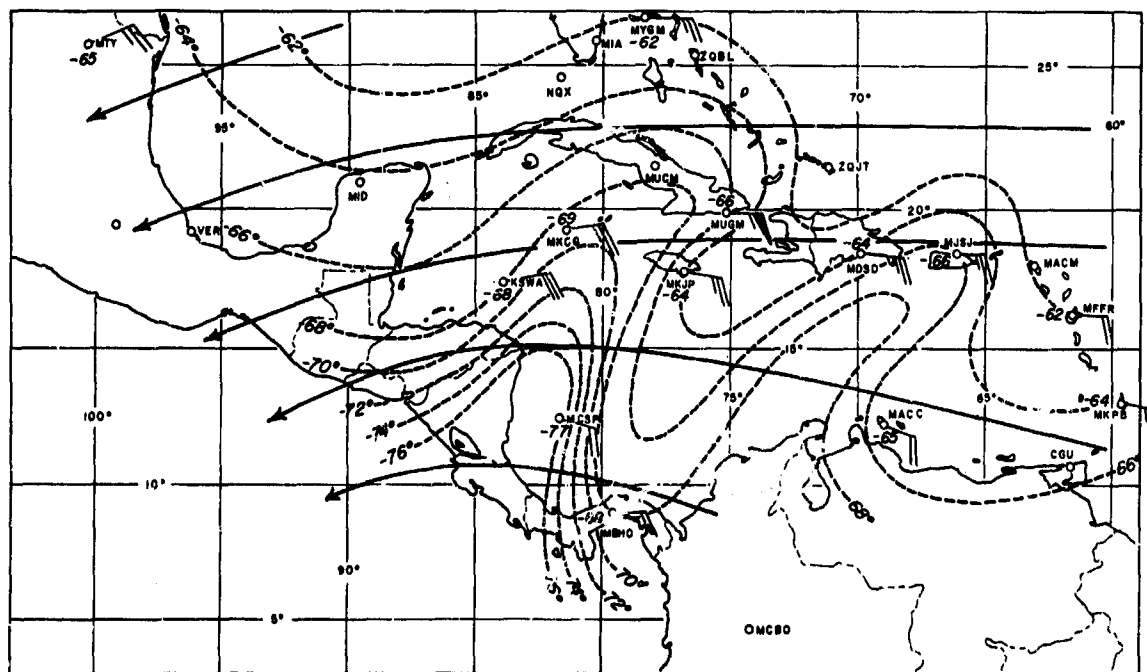 MTY
-65
-64°
-62°
MYGM
-62
MIA
ZQBL
25°
NQX
85°
70°
95°
60°
MID
MUCM
ZQJT
VER
-66°
-69
MKCG
-66
MUGM
20°
-64
MDSD
MJSJ
-66
MACM
KSWA
-68
80
MKJP
-64
MFFR
-62
-68°
-70°
15°
-72°
-74°
-76°
100°
MCSP
-77
75°
65°
MACC
-65
-64
MKPB
CGU
66°
10°
MBHO
68°
90°
70°
72°
5°
MCBO